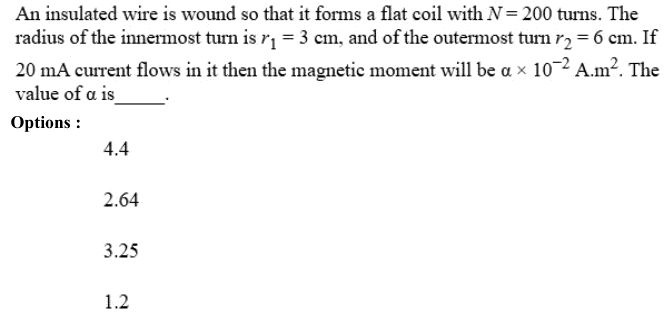 An insulated wire is wound so that it forms a flat coil with N = 200 turns. The
radius of the innermost turn is r₁ = 3 cm, and of the outermost turn r₂ = 6 cm. If
20 mA current flows in it then the magnetic moment will be α × 10⁻² A.m². The
value of α is_____.
Options :
4.4
2.64
3.25
1.2